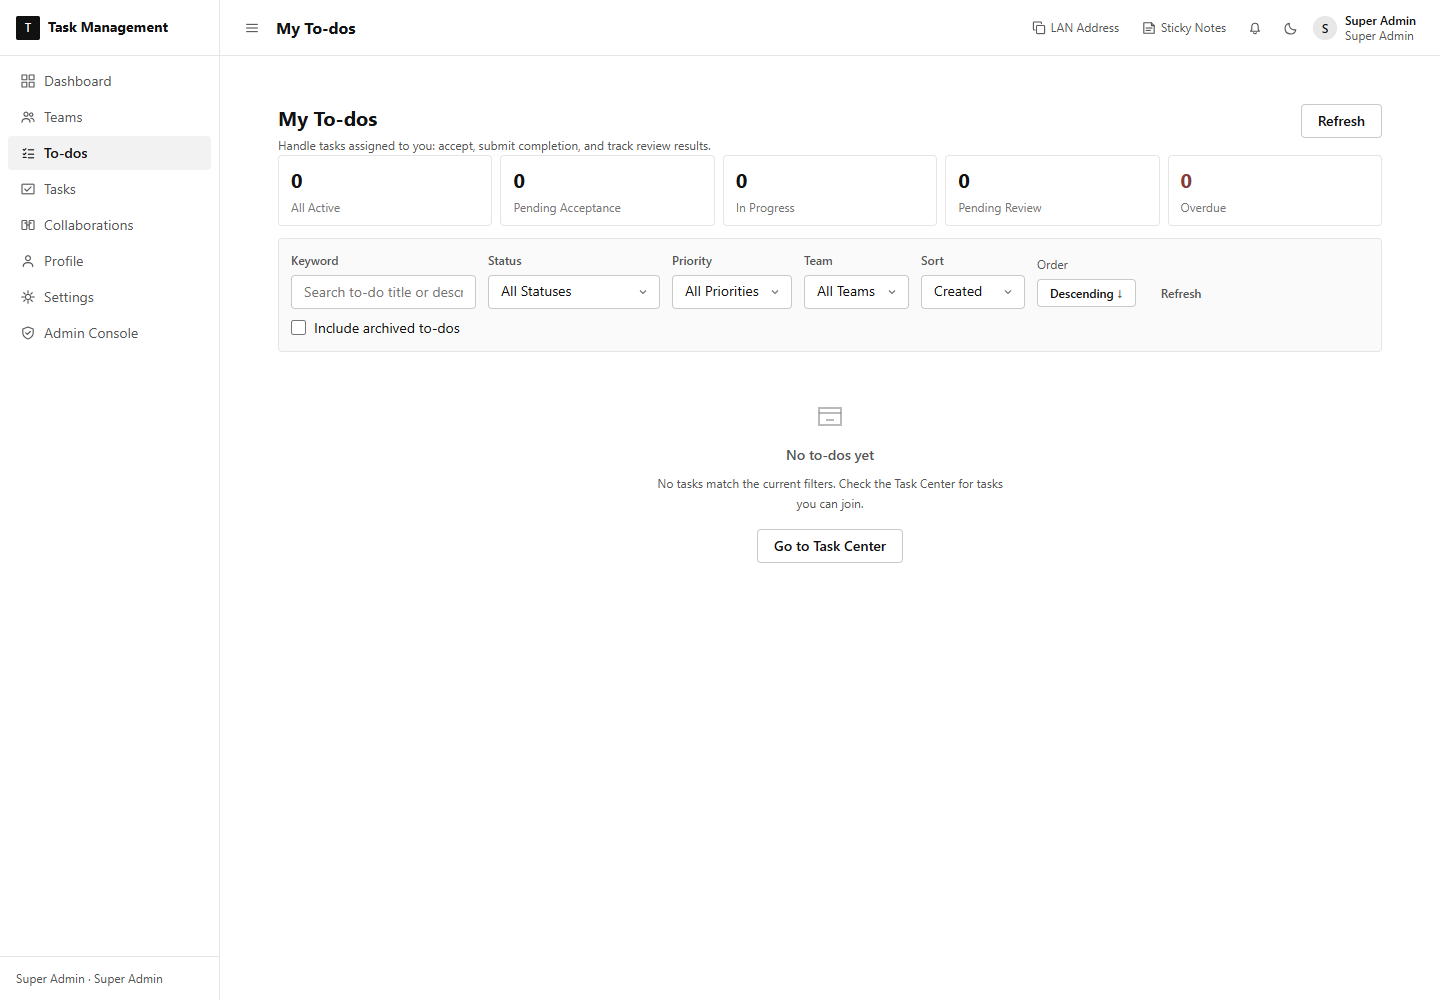 T Task Management
Dashboard
Teams
To-dos
Tasks
Collaborations
Profile
Settings
Admin Console
Super Admin · Super Admin
My To-dos
LAN Address
Sticky Notes
S
Super Admin
Super Admin
My To-dos
Handle tasks assigned to you: accept, submit completion, and track review results.
Refresh
0
All Active
0
Pending Acceptance
0
In Progress
0
Pending Review
0
Overdue
Keyword
Search to-do title or descr
Status
All Statuses
Priority
All Priorities
Team
All Teams
Sort
Created
Order
Descending ↓
Refresh
Include archived to-dos
No to-dos yet
No tasks match the current filters. Check the Task Center for tasks
you can join.
Go to Task Center